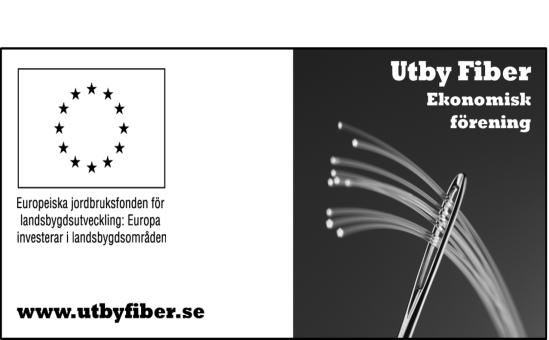 Europeiska jordbruksfonden för
landsbygdsutveckling: Europa
investerar i landsbygdsområden
www.utbyfiber.se
Utby Fiber
Ekonomisk
förening